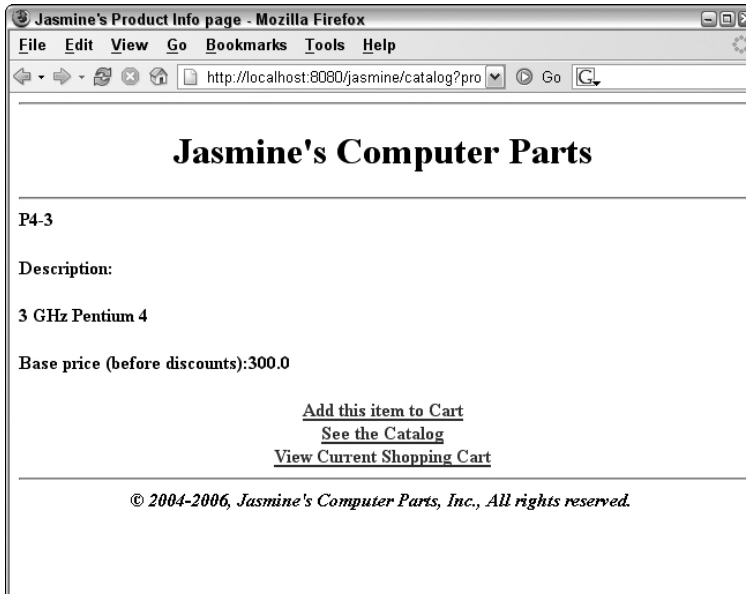 Jasmine's Product Info page - Mozilla Firefox
File Edit View Go Bookmarks Tools Help
http://localhost:8080/jasmine/catalog?pro Go G
Jasmine's Computer Parts
P4-3
Description:
3 GHz Pentium 4
Base price (before discounts):300.0
Add this item to Cart
See the Catalog
View Current Shopping Cart
© 2004-2006, Jasmine's Computer Parts, Inc., All rights reserved.